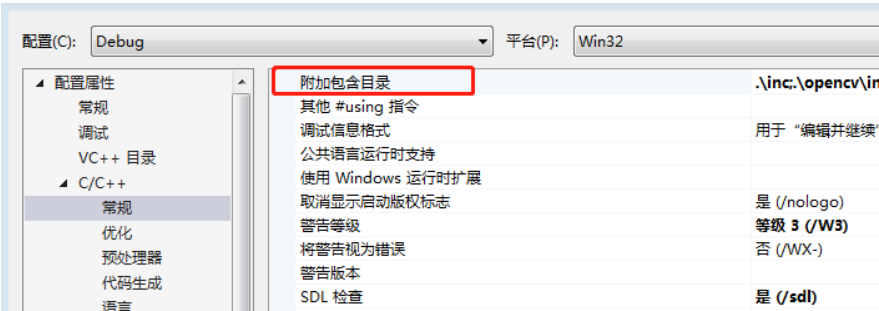 配置(C): Debug 平台(P): Win32
配置属性
常规
调试
VC++ 目录
C/C++
常规
优化
预处理器
代码生成
语言
附加包含目录 .\inc;.\opencv\in
其他 #using 指令
调试信息格式 用于“编辑并继续”
公共语言运行时支持
使用 Windows 运行时扩展
取消显示启动版权标志 是 (/nologo)
警告等级 等级 3 (/W3)
将警告视为错误 否 (/WX-)
警告版本
SDL 检查 是 (/sdl)